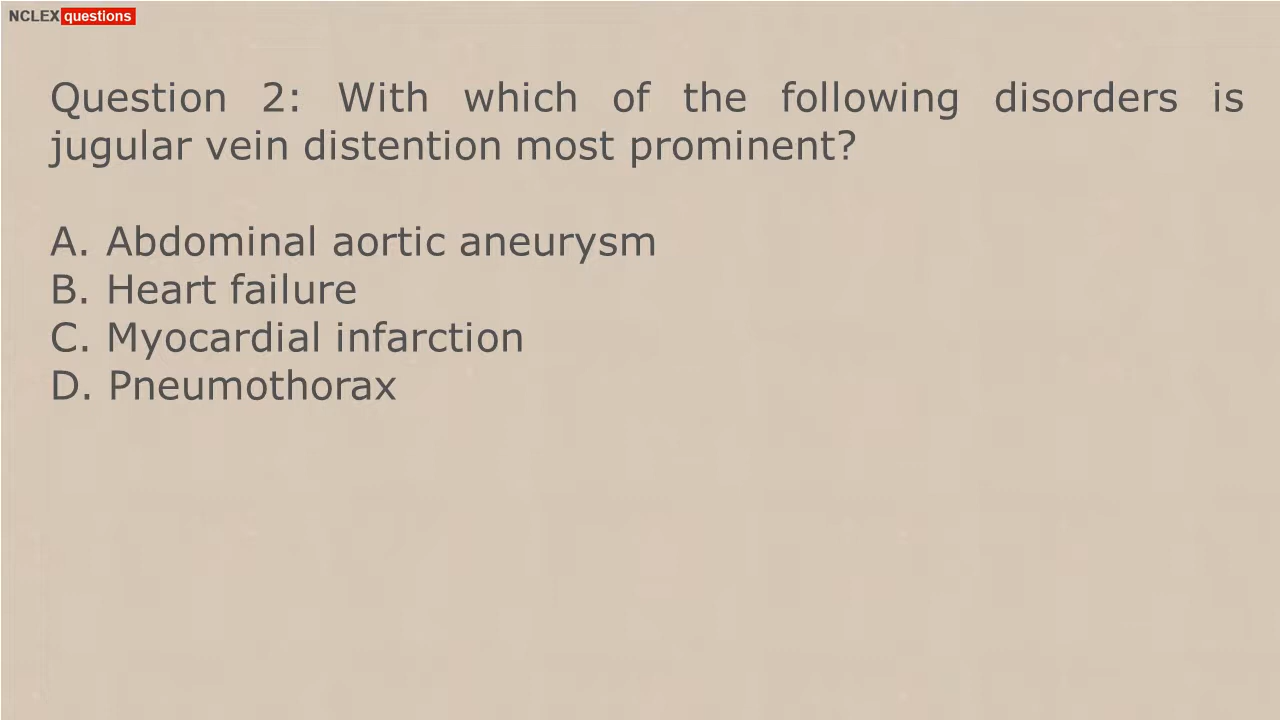 NCLEX questions
Question 2: With which of the following disorders is
jugular vein distention most prominent?
A. Abdominal aortic aneurysm
B. Heart failure
C. Myocardial infarction
D. Pneumothorax